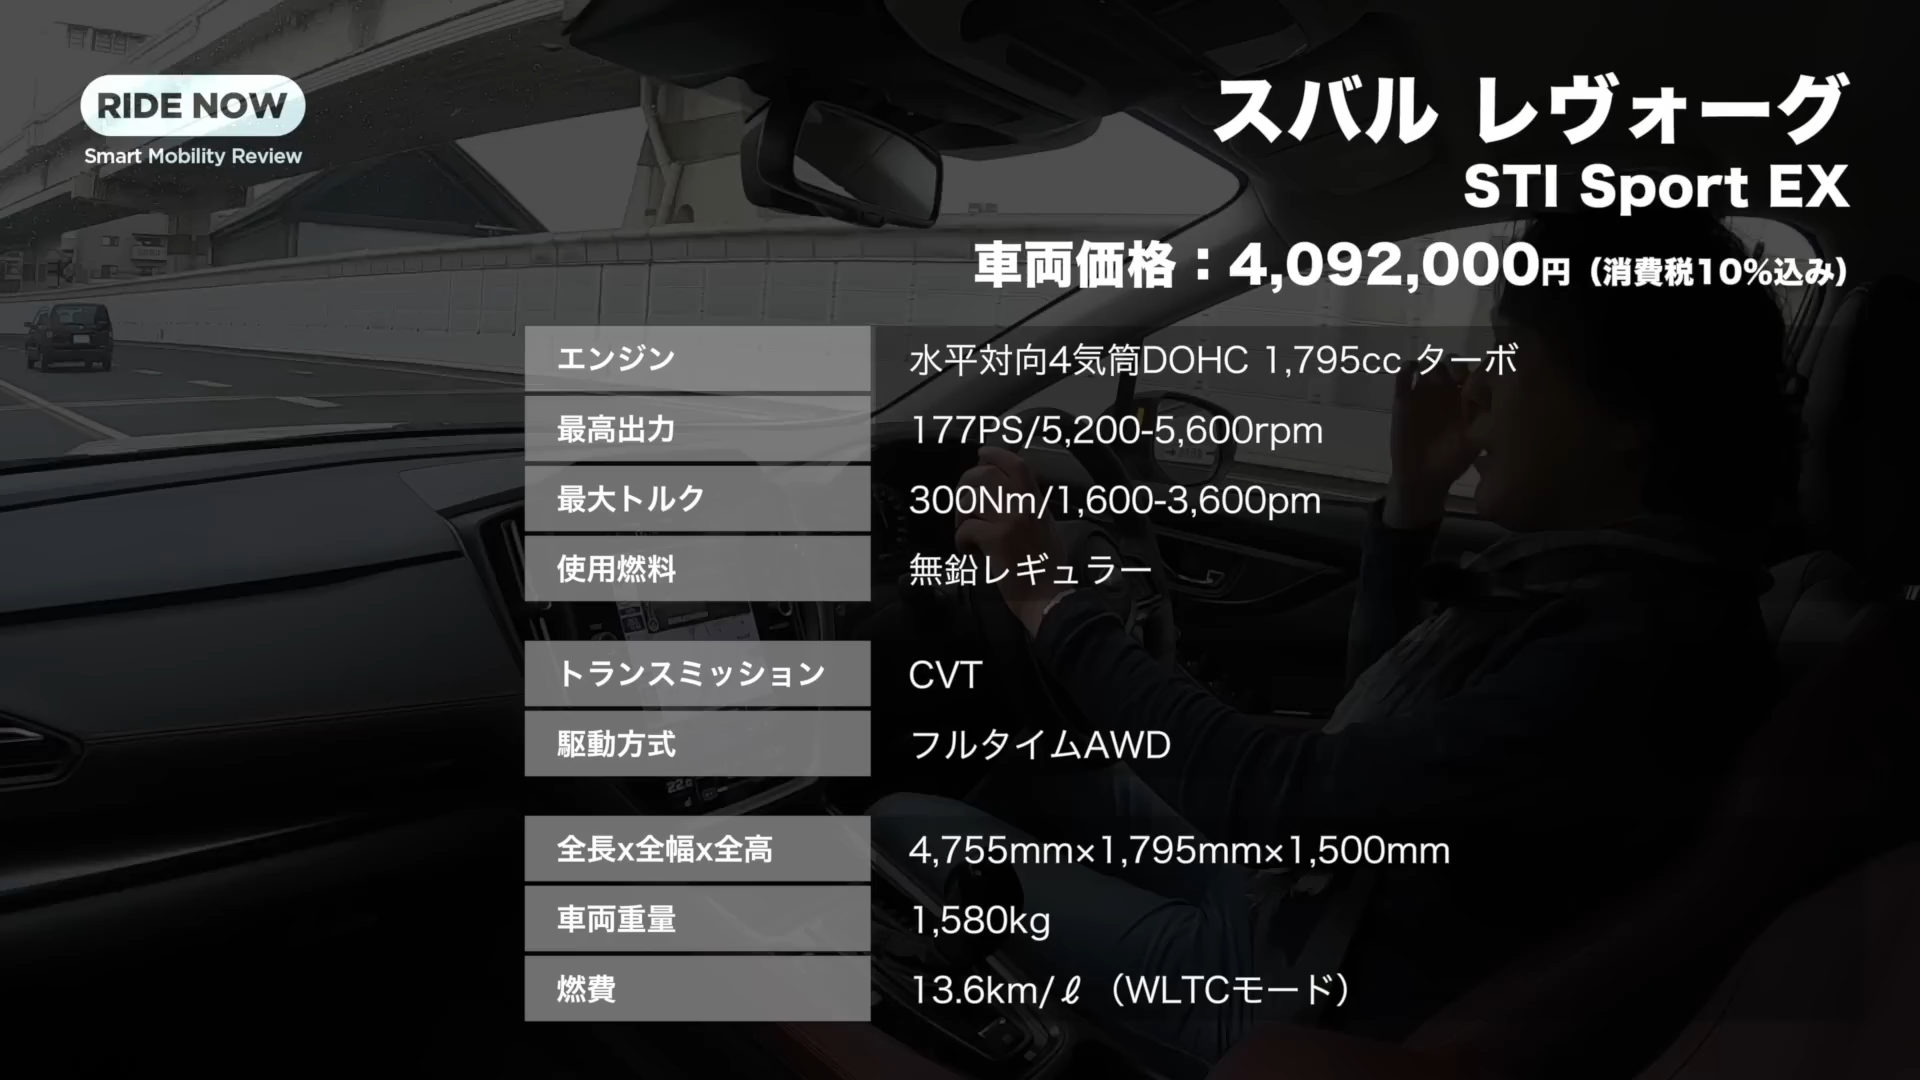 RIDE NOW
Smart Mobility Review
スバル レヴォーグ
STI Sport EX
車両価格：4,092,000円（消費税10%込み）
エンジン 水平対向4気筒DOHC 1,795cc ターボ
最高出力 177PS/5,200-5,600rpm
最大トルク 300Nm/1,600-3,600pm
使用燃料 無鉛レギュラー
トランスミッション CVT
駆動方式 フルタイムAWD
全長x全幅x全高 4,755mm×1,795mm×1,500mm
車両重量 1,580kg
燃費 13.6km/ℓ（WLTCモード）
22.0